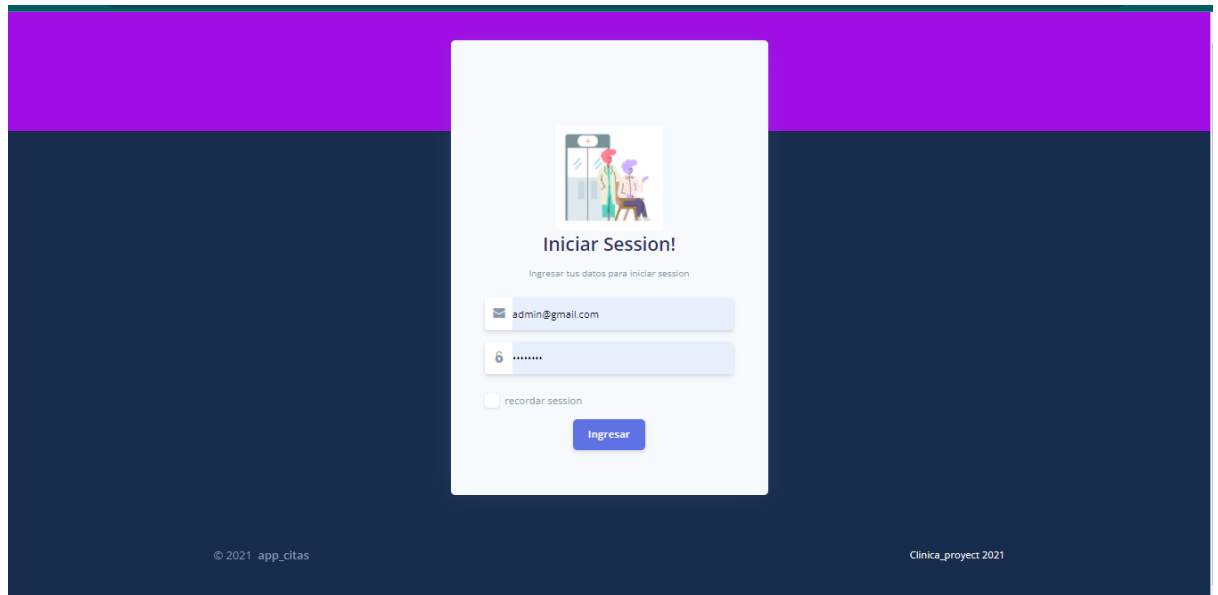 Iniciar Session!
Ingresar tus datos para iniciar session
admin@gmail.com
••••••••
recordar session
Ingresar
© 2021 app_citas
Clinica_proyect 2021